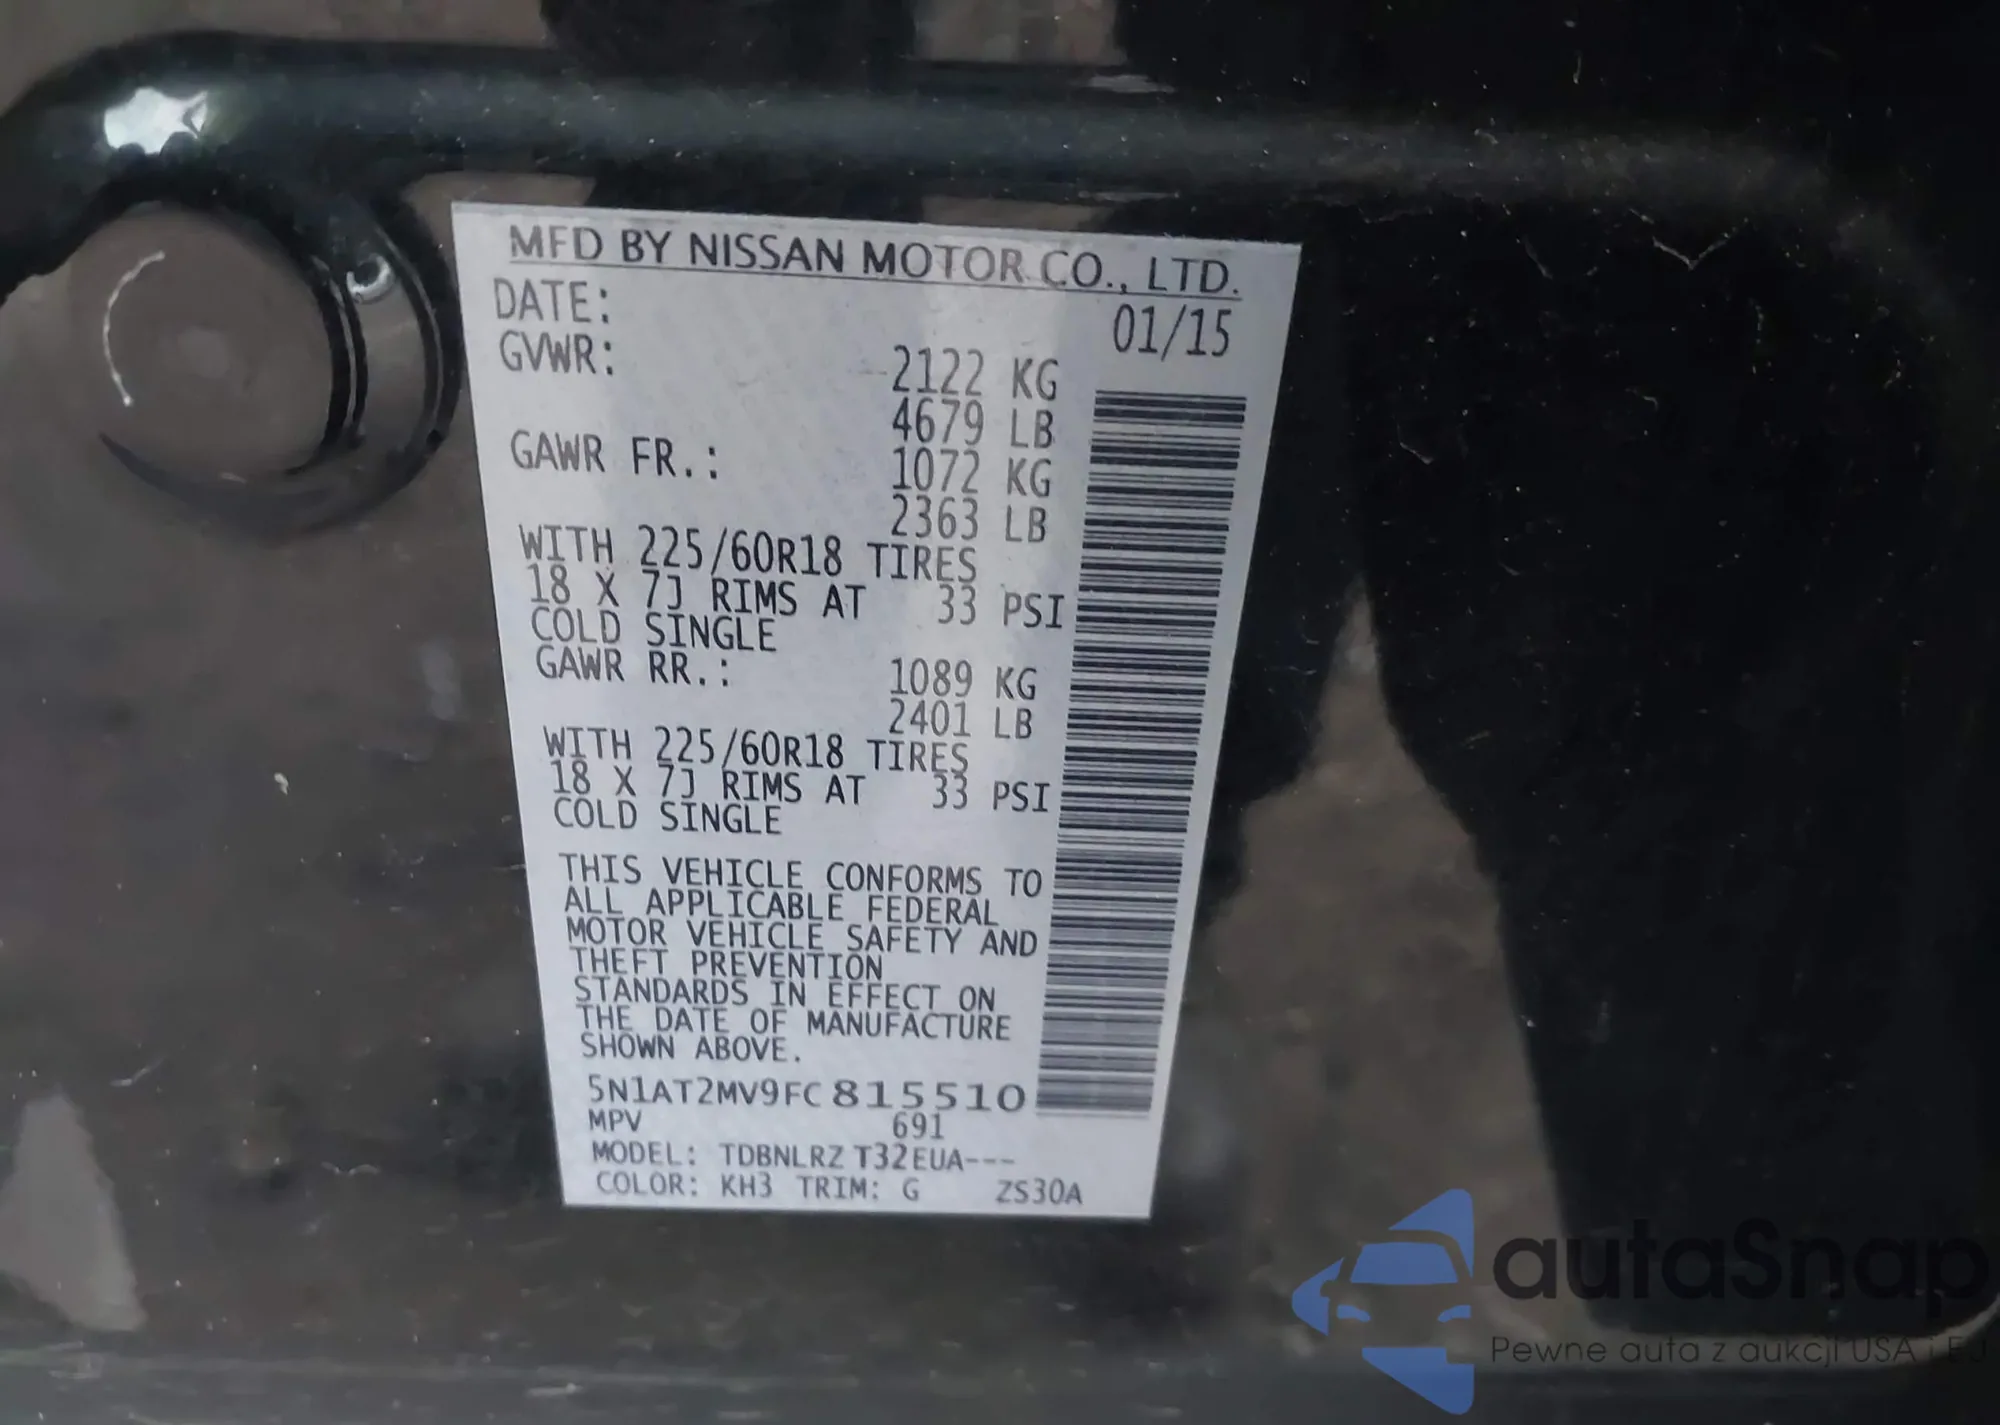 MFD BY NISSAN MOTOR CO., LTD.
DATE: 01/15
GVWR: 2122 KG
4679 LB
GAWR FR.: 1072 KG
2363 LB
WITH 225/60R18 TIRES
18 X 7J RIMS AT 33 PSI
COLD SINGLE
GAWR RR.: 1089 KG
2401 LB
WITH 225/60R18 TIRES
18 X 7J RIMS AT 33 PSI
COLD SINGLE
THIS VEHICLE CONFORMS TO
ALL APPLICABLE FEDERAL
MOTOR VEHICLE SAFETY AND
THEFT PREVENTION
STANDARDS IN EFFECT ON
THE DATE OF MANUFACTURE
SHOWN ABOVE.
5N1AT2MV9FC815510
MPV 691
MODEL: TDBNLRZ T32EUA---
COLOR: KH3 TRIM: G ZS30A
autaSnap
Pewne auta z aukcji USA i EU